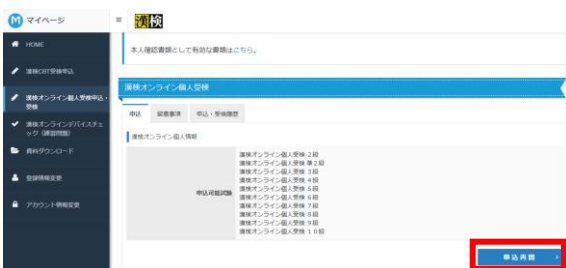 M マイページ
≡ 漢検
HOME
漢検CBT受検申込
漢検オンライン個人受検申込・
受検
漢検オンラインデバイスチェ
ック（練習問題）
資料ダウンロード
登録情報変更
アカウント情報変更
本人確認書類として有効な書類はこちら。
漢検オンライン個人受検
申込 留意事項 申込・受検履歴
漢検オンライン個人情報
申込可能試験
漢検オンライン個人受検 2級
漢検オンライン個人受検 準2級
漢検オンライン個人受検 3級
漢検オンライン個人受検 4級
漢検オンライン個人受検 5級
漢検オンライン個人受検 6級
漢検オンライン個人受検 7級
漢検オンライン個人受検 8級
漢検オンライン個人受検 9級
漢検オンライン個人受検 10級
申込再開